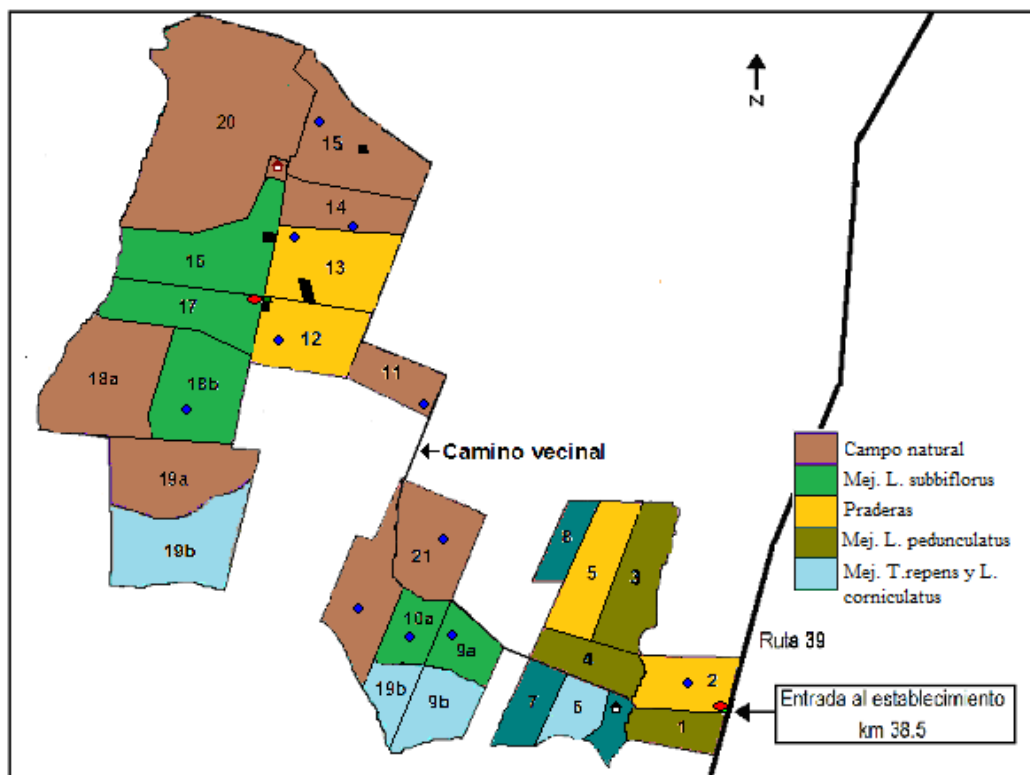 20
15
14
16
13
17
12
18a
18b
11
19a
19b
N
Camino vecinal
21
8
5
3
10a
9a
4
2
19b
9b
7
6
1
Campo natural
Mej. L. subbiflorus
Praderas
Mej. L. pedunculatus
Mej. T.repens y L.
corniculatus
Ruta 39
Entrada al establecimiento
km 38.5